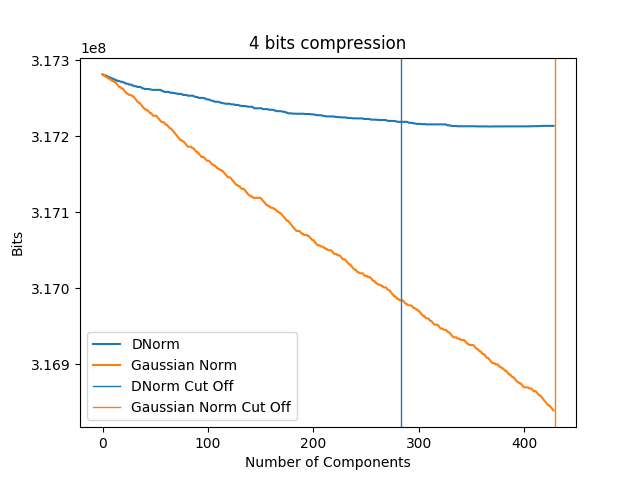 4 bits compression
1e8
3.173
3.172
3.171
3.170
3.169
Bits
DNorm
Gaussian Norm
DNorm Cut Off
Gaussian Norm Cut Off
0 100 200 300 400
Number of Components